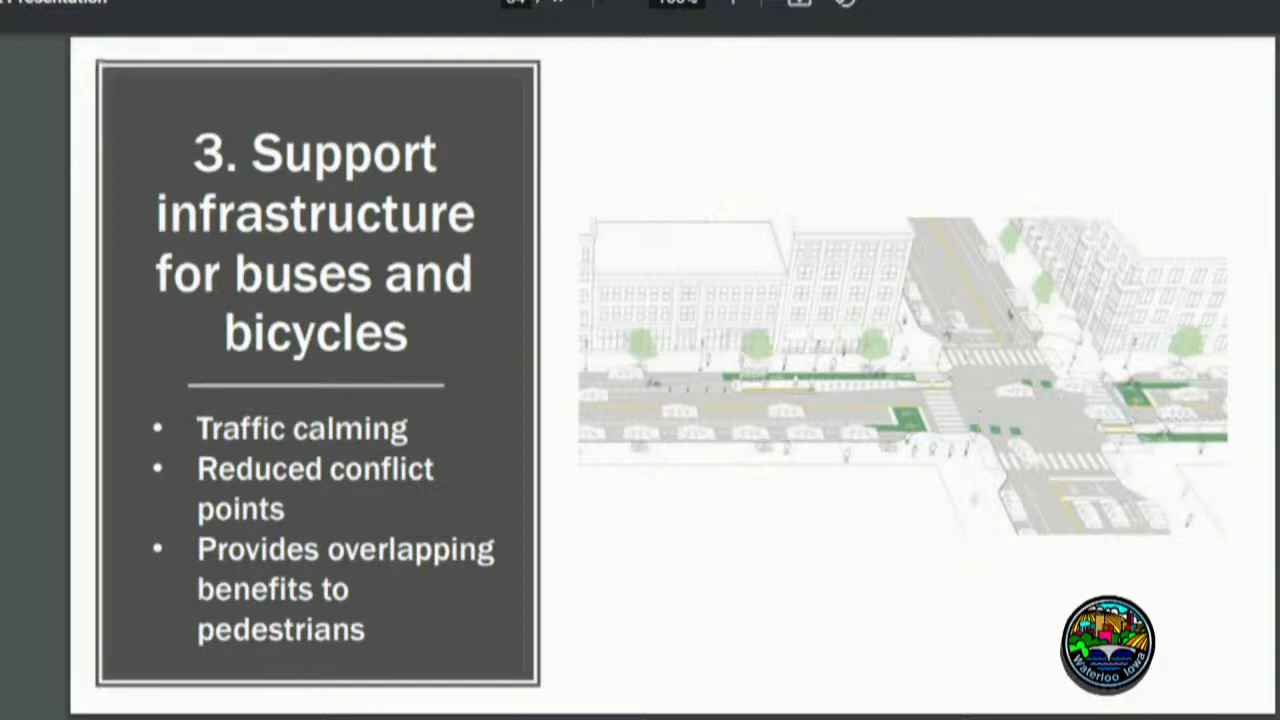 Presentation
3. Support
infrastructure
for buses and
bicycles
• Traffic calming
• Reduced conflict
points
• Provides overlapping
benefits to
pedestrians
Waterloo Iowa